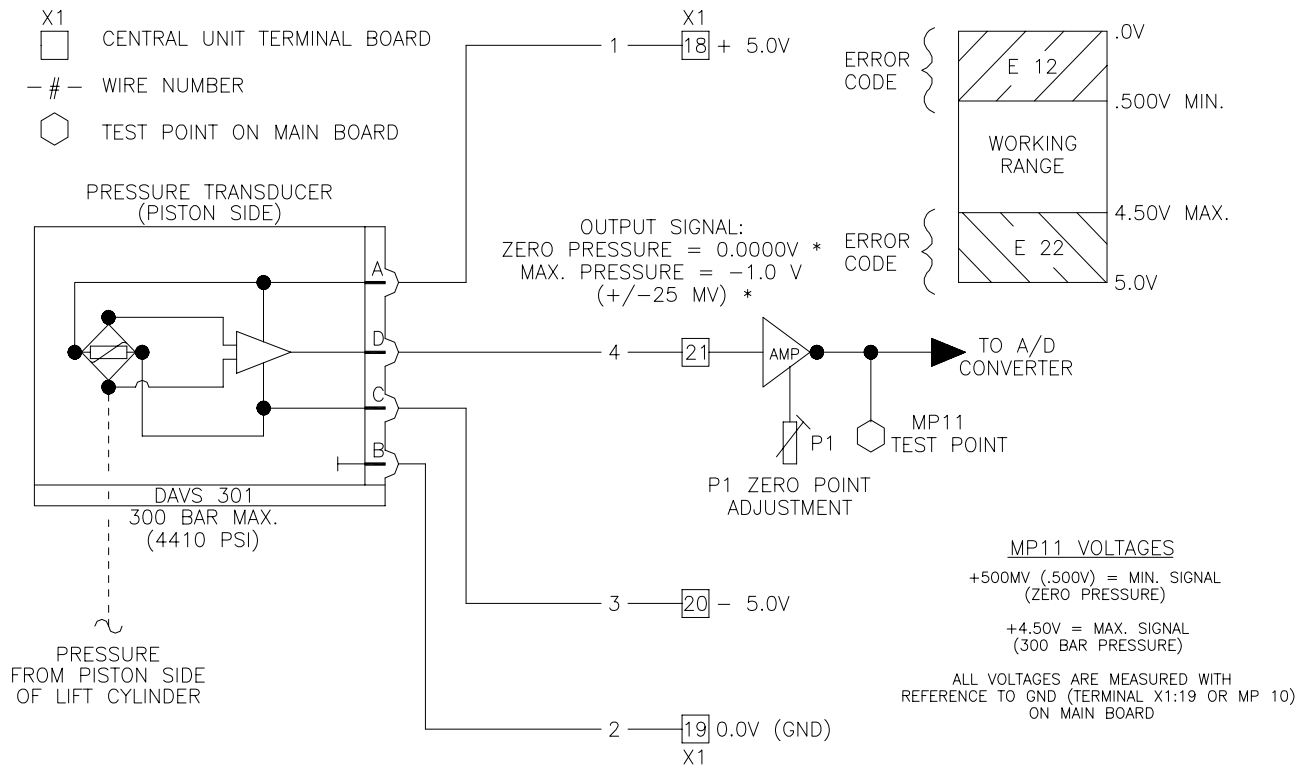 X1
CENTRAL UNIT TERMINAL BOARD
-#- WIRE NUMBER
TEST POINT ON MAIN BOARD
PRESSURE TRANSDUCER
(PISTON SIDE)
A
D
C
B
DAVS 301
300 BAR MAX.
(4410 PSI)
PRESSURE
FROM PISTON SIDE
OF LIFT CYLINDER
X1
1 18 + 5.0V
OUTPUT SIGNAL:
ZERO PRESSURE = 0.0000V *
MAX. PRESSURE = -1.0 V
(+/-25 MV) *
4 21
AMP
TO A/D
CONVERTER
P1
MP11
TEST POINT
P1 ZERO POINT
ADJUSTMENT
3 20 - 5.0V
2 19 0.0V (GND)
X1
ERROR
CODE
E 12
.0V
.500V MIN.
WORKING
RANGE
4.50V MAX.
ERROR
CODE
E 22
5.0V
MP11 VOLTAGES
+500MV (.500V) = MIN. SIGNAL
(ZERO PRESSURE)
+4.50V = MAX. SIGNAL
(300 BAR PRESSURE)
ALL VOLTAGES ARE MEASURED WITH
REFERENCE TO GND (TERMINAL X1:19 OR MP 10)
ON MAIN BOARD